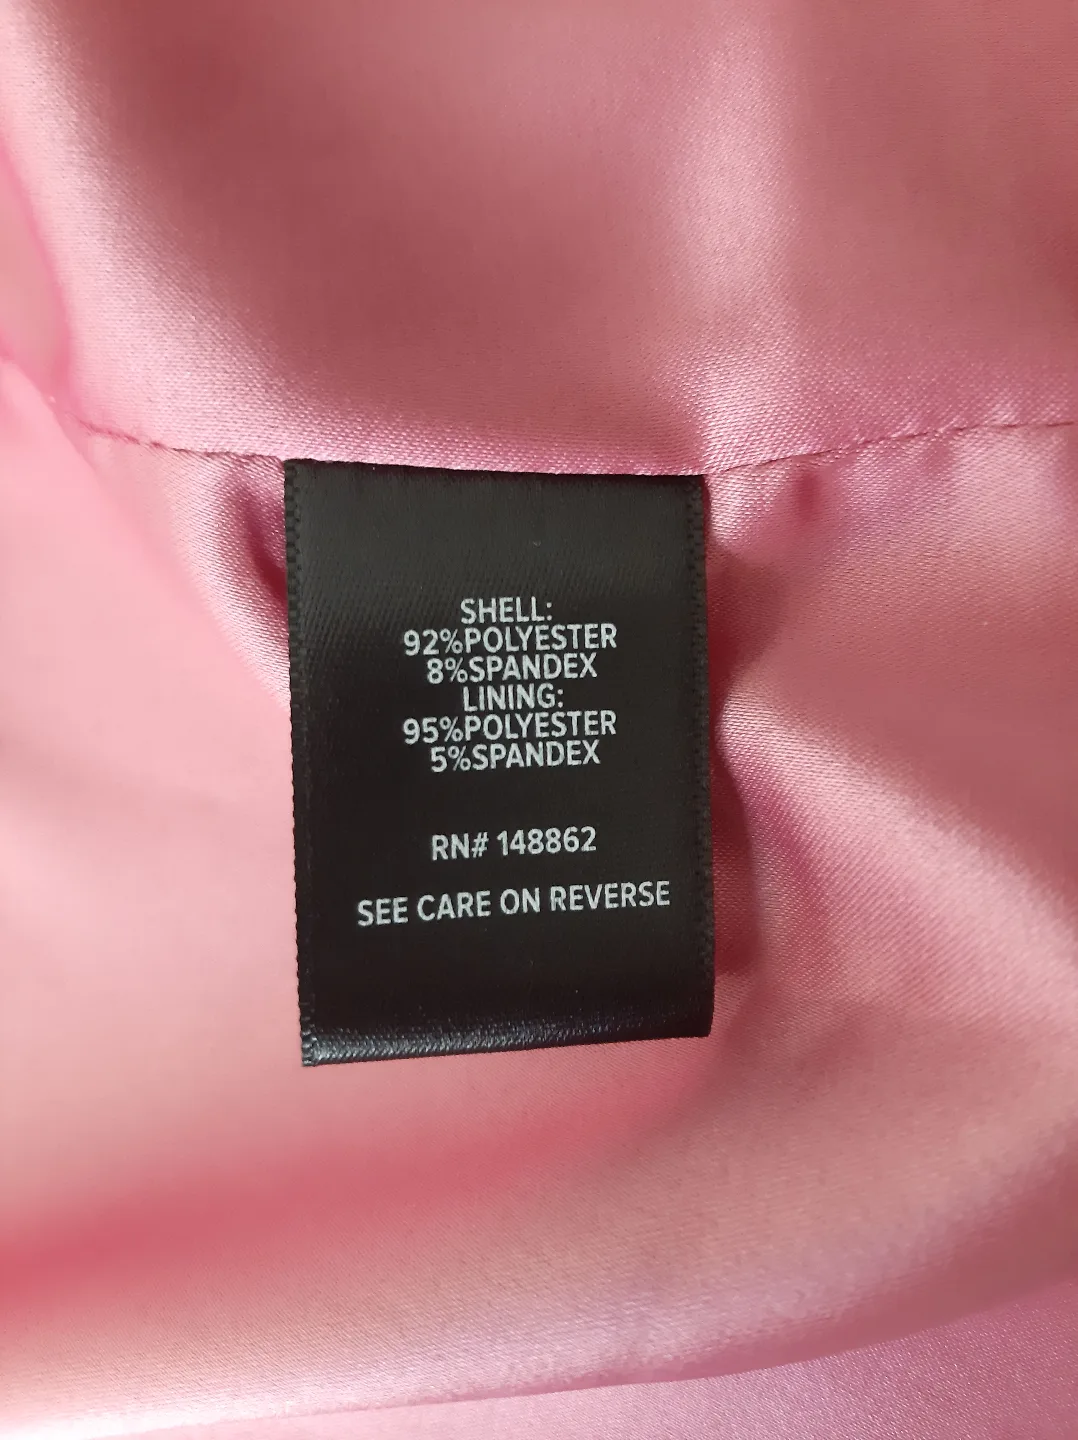 SHELL:
92%POLYESTER
8%SPANDEX
LINING:
95%POLYESTER
5%SPANDEX
RN# 148862
SEE CARE ON REVERSE